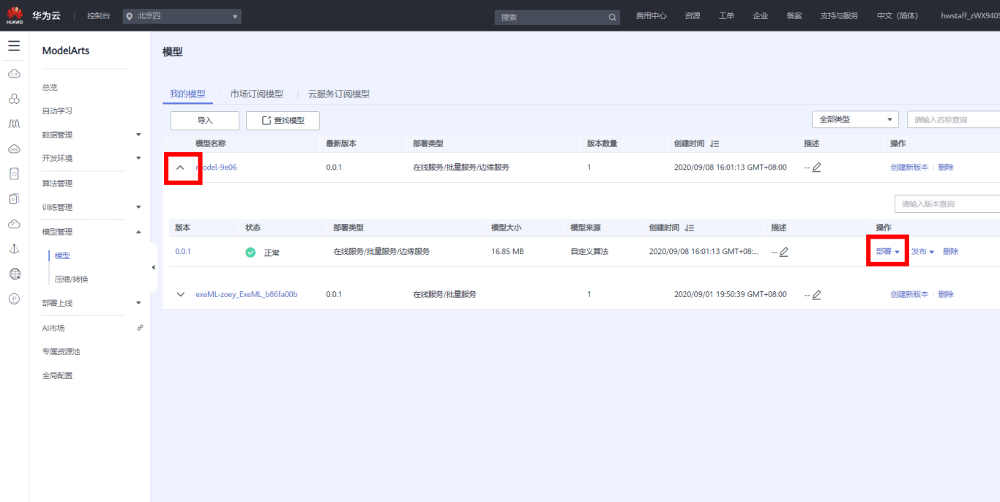 HUAWEI 华为云 控制台 北京四 搜索 费用中心 资源 工单 企业 备案 支持与服务 中文（简体） hwstaff_zWX9405
ModelArts
总览
自动学习
数据管理
开发环境
算法管理
训练管理
模型管理
模型
压缩/转换
部署上线
AI市场
专属资源池
全局配置
模型
我的模型 市场订阅模型 云服务订阅模型
导入 查找模型 全部类型 请输入名称查询
模型名称 最新版本 部署类型 版本数量 创建时间 描述 操作
model-9e06 0.0.1 在线服务/批量服务/边缘服务 1 2020/09/08 16:01:13 GMT+08:00 -- 创建新版本 删除
请输入版本查询
版本 状态 部署类型 模型大小 模型来源 创建时间 描述 操作
0.0.1 正常 在线服务/批量服务/边缘服务 16.85 MB 自定义算法 2020/09/08 16:01:13 GMT+08:... -- 部署 发布 删除
exeML-zoey_ExeML_b86fa00b 0.0.1 在线服务/批量服务 1 2020/09/01 19:50:39 GMT+08:00 -- 创建新版本 删除